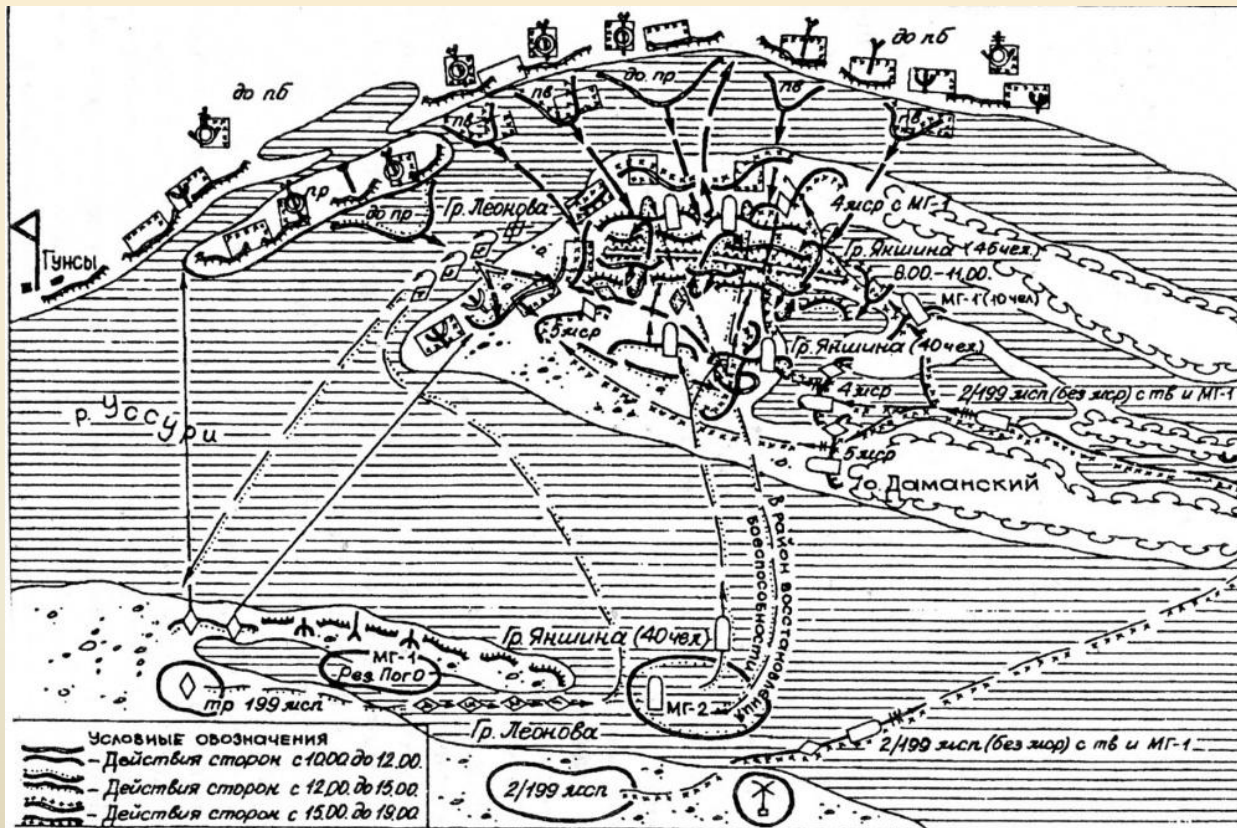 до пб
до пб
до. пр.
пв
пв
пв
пв
пр
до пр
Гр. Леонова
4 мср с МГ-1
Гр. Яншина (46 чел.)
8.00.-11.00.
МГ-1 (10 чел)
Гунсы
5 мср
Гр. Яншина (40 чел)
4 мср
2/199 мсп (без мср) с тв и МГ-1
5 мср
о. Даманский
р. Уссури
в район восстановления
боеспособности
Гр. Яншина (40 чел)
МГ-1
Рез. ПогО
тр 199 мсп
МГ-2
Гр. Леонова
2/199 мсп (без мср) с тв и МГ-1
2/199 мсп
Условные обозначения
- Действия сторон с 10.00 до 12.00.
- Действия сторон с 12.00. до 15.00.
- Действия сторон с 15.00. до 19.00